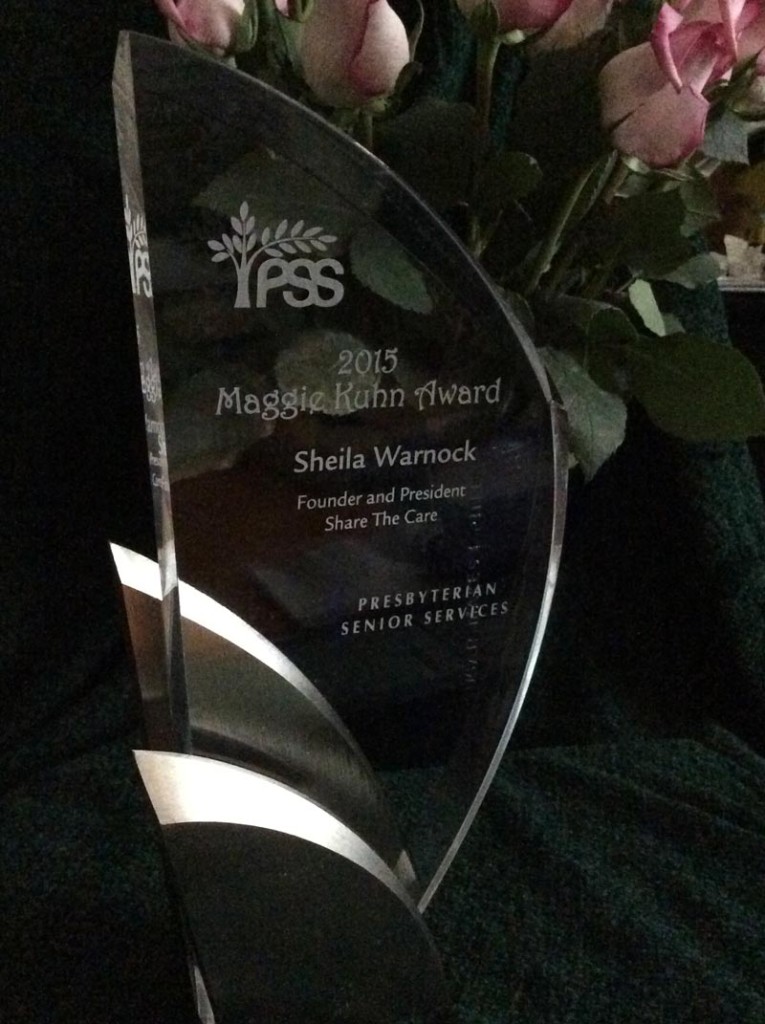 PSS
2015
Maggie Kuhn Award
Sheila Warnock
Founder and President
Share The Care
PRESBYTERIAN
SENIOR SERVICES